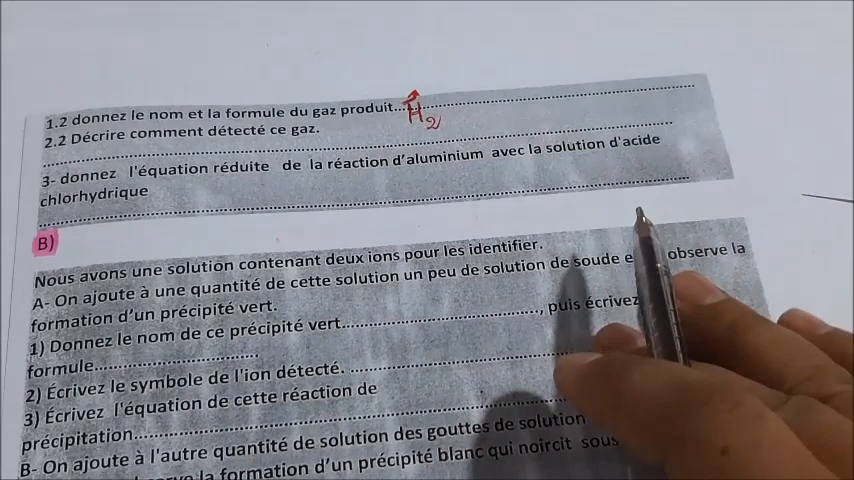 1.2 donnez le nom et la formule du gaz produit....H2..........................
2.2 Décrire comment détecté ce gaz.
..........................................................................
3- donnez l'équation réduite de la réaction d'aluminium avec la solution d'acide
chlorhydrique
..........................................................................
B)
Nous avons une solution contenant deux ions pour les identifier.
A- On ajoute à une quantité de cette solution un peu de solution de soude observe la
formation d'un précipité vert.
1) Donnez le nom de ce précipité vert......................................, puis écrivez
formule.....................
2) Écrivez le symbole de l'ion détecté. ....................
3) Écrivez l'équation de cette réaction de
précipitation....................
B- On ajoute à l'autre quantité de solution des gouttes de solution
la formation d'un précipité blanc qui noircit sous